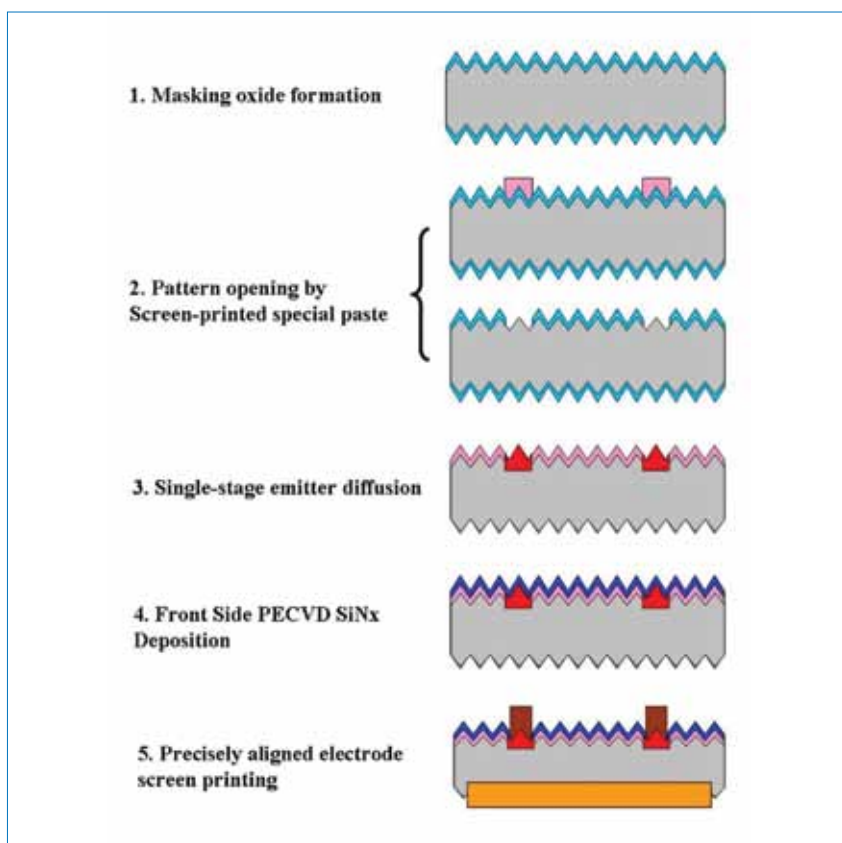 1. Masking oxide formation
2. Pattern opening by
Screen-printed special paste
3. Single-stage emitter diffusion
4. Front Side PECVD SiNx
Deposition
5. Precisely aligned electrode
screen printing